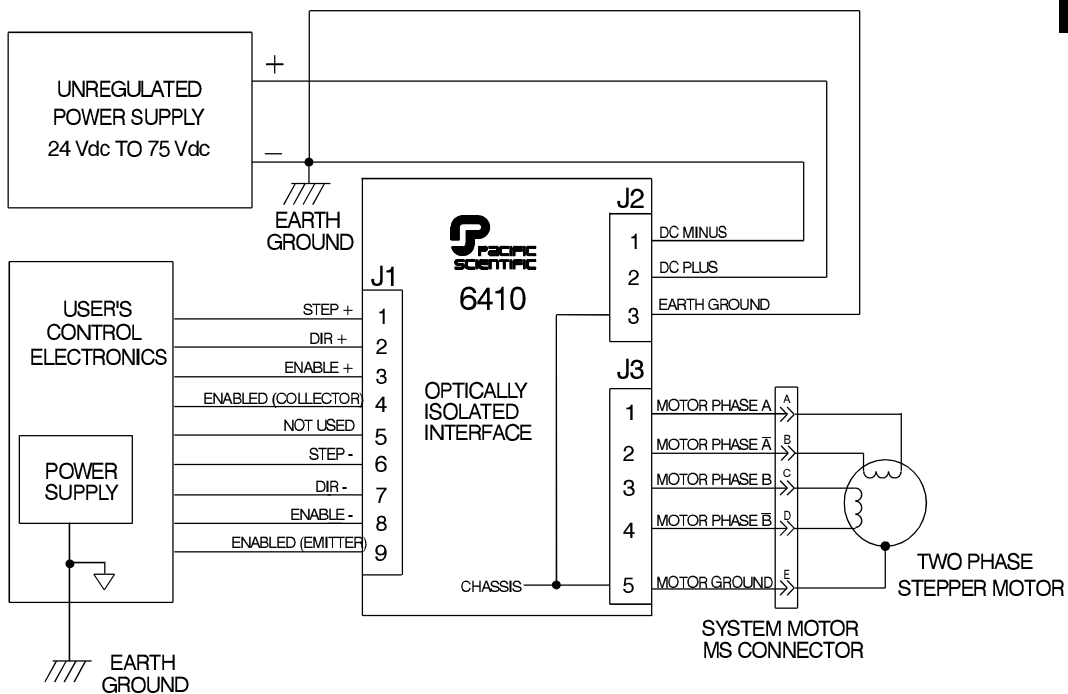 UNREGULATED
POWER SUPPLY
24 Vdc TO 75 Vdc
+
—
EARTH
GROUND
USER'S
CONTROL
ELECTRONICS
POWER
SUPPLY
EARTH
GROUND
STEP +
DIR +
ENABLE +
ENABLED (COLLECTOR)
NOT USED
STEP -
DIR -
ENABLE -
ENABLED (EMITTER)
J1
1
2
3
4
5
6
7
8
9
PACIFIC
SCIENTIFIC
6410
OPTICALLY
ISOLATED
INTERFACE
CHASSIS
J2
1 DC MINUS
2 DC PLUS
3 EARTH GROUND
J3
1 MOTOR PHASE A A
2 MOTOR PHASE A̅ B
3 MOTOR PHASE B C
4 MOTOR PHASE B̅ D
5 MOTOR GROUND E
TWO PHASE
STEPPER MOTOR
SYSTEM MOTOR
MS CONNECTOR